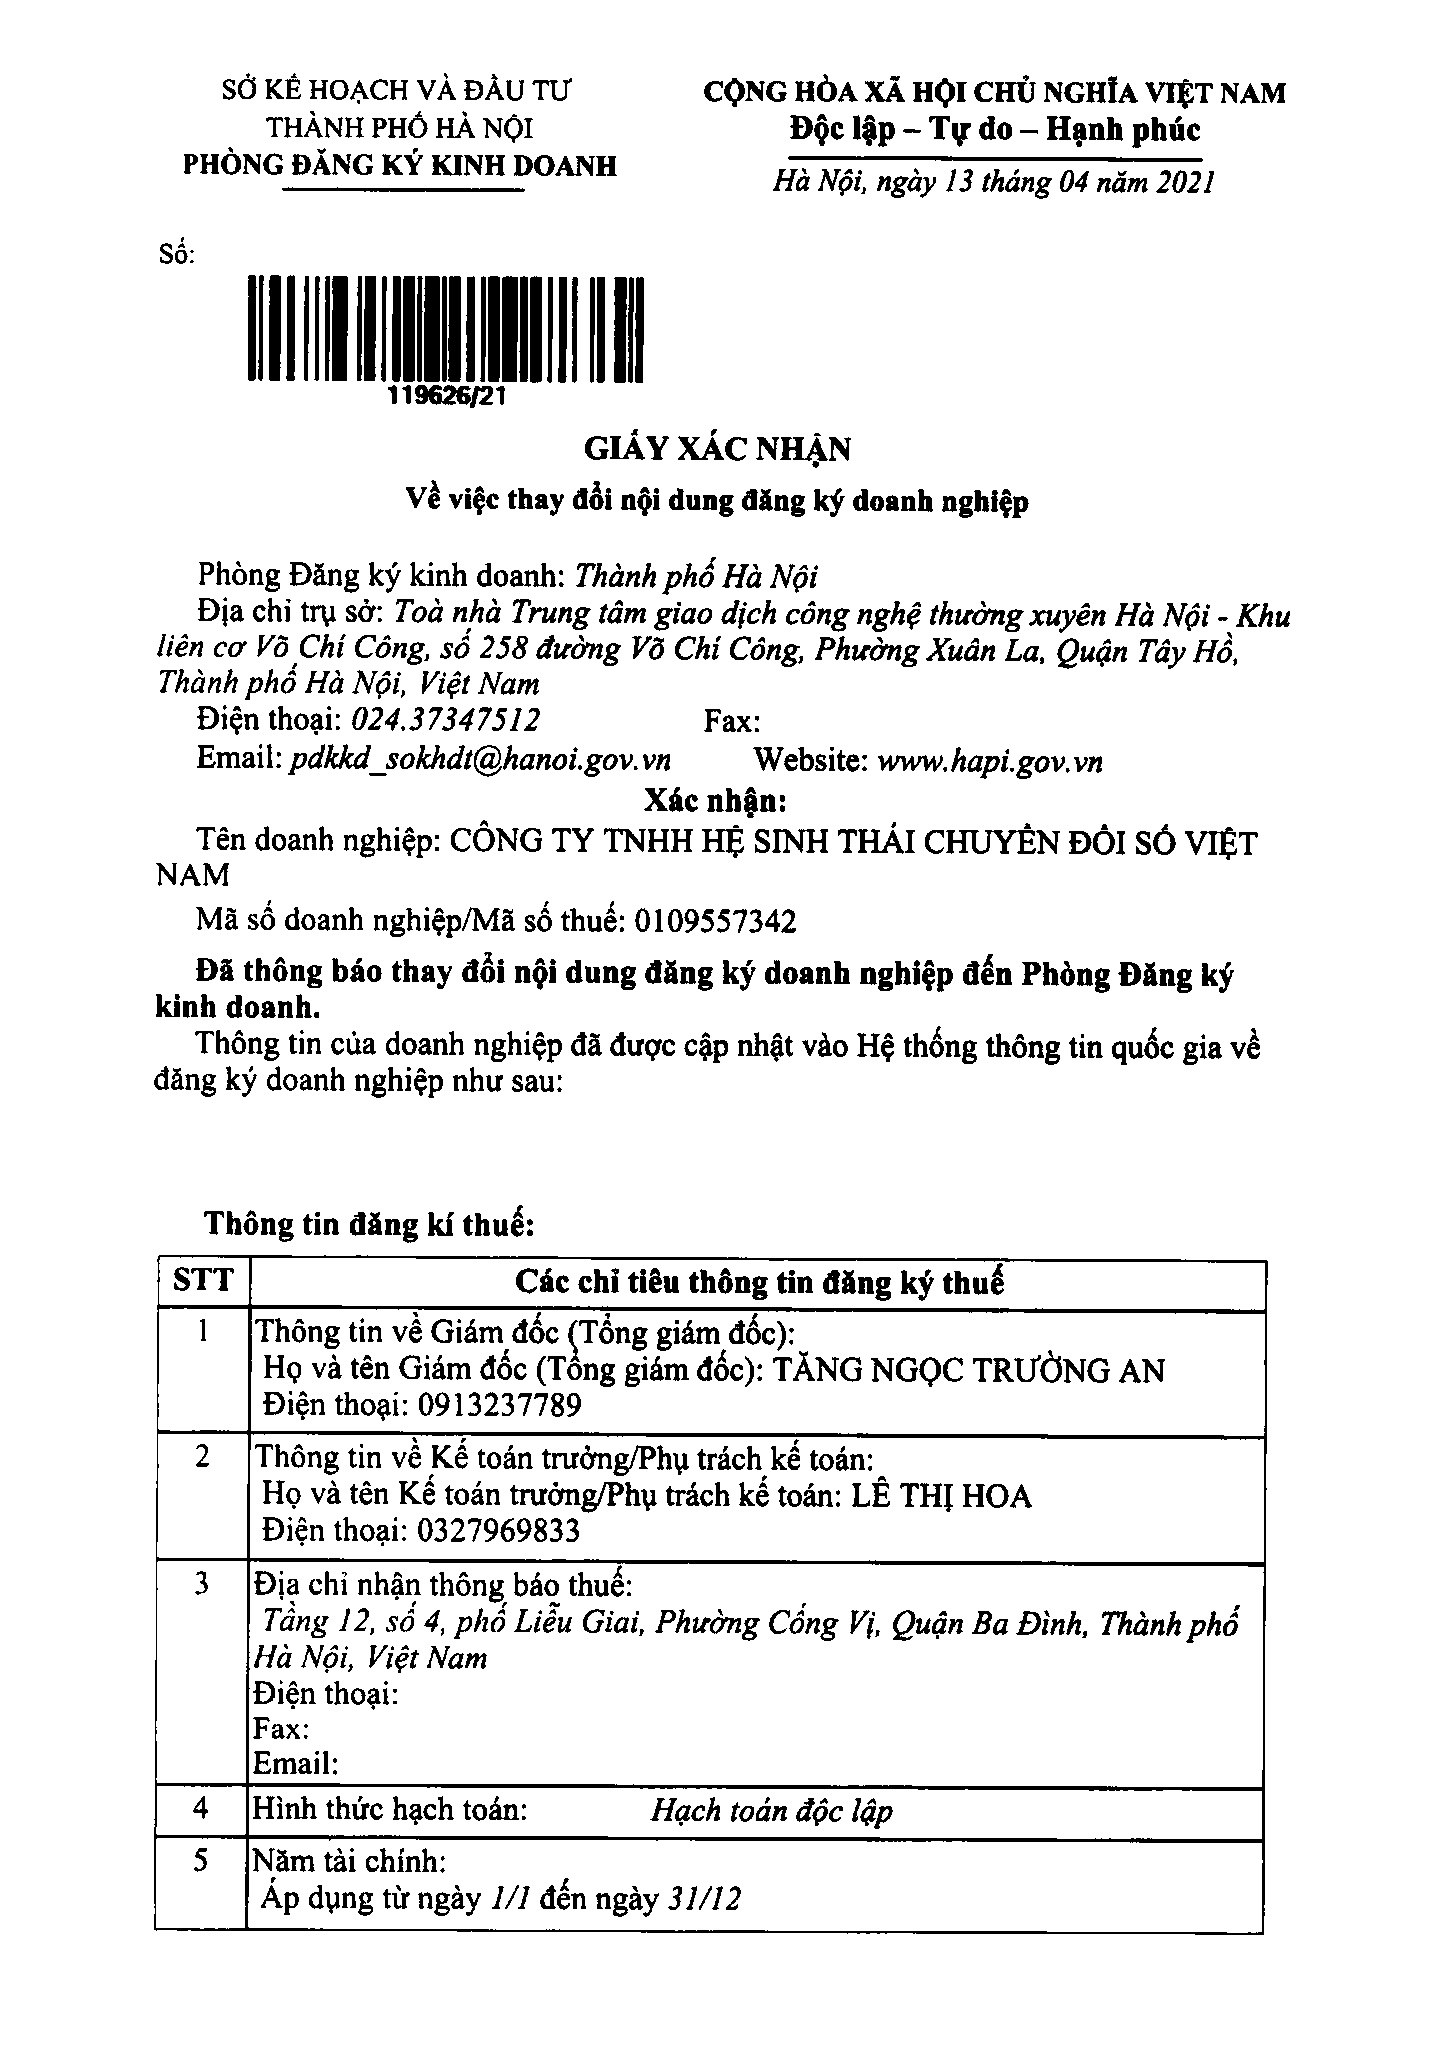 SỞ KẾ HOẠCH VÀ ĐẦU TƯ
THÀNH PHỐ HÀ NỘI
PHÒNG ĐĂNG KÝ KINH DOANH
CỘNG HÒA XÃ HỘI CHỦ NGHĨA VIỆT NAM
Độc lập – Tự do – Hạnh phúc
Hà Nội, ngày 13 tháng 04 năm 2021
Số:
119626/21
GIẤY XÁC NHẬN
Về việc thay đổi nội dung đăng ký doanh nghiệp
Phòng Đăng ký kinh doanh: Thành phố Hà Nội
Địa chỉ trụ sở: Toà nhà Trung tâm giao dịch công nghệ thường xuyên Hà Nội - Khu
liên cơ Võ Chí Công, số 258 đường Võ Chí Công, Phường Xuân La, Quận Tây Hồ,
Thành phố Hà Nội, Việt Nam
Điện thoại: 024.37347512 Fax:
Email: pdkkd_sokhdt@hanoi.gov.vn Website: www.hapi.gov.vn
Xác nhận:
Tên doanh nghiệp: CÔNG TY TNHH HỆ SINH THÁI CHUYỂN ĐỔI SỐ VIỆT
NAM
Mã số doanh nghiệp/Mã số thuế: 0109557342
Đã thông báo thay đổi nội dung đăng ký doanh nghiệp đến Phòng Đăng ký
kinh doanh.
Thông tin của doanh nghiệp đã được cập nhật vào Hệ thống thông tin quốc gia về
đăng ký doanh nghiệp như sau:
Thông tin đăng kí thuế:
STT Các chỉ tiêu thông tin đăng ký thuế
1 Thông tin về Giám đốc (Tổng giám đốc):
Họ và tên Giám đốc (Tổng giám đốc): TĂNG NGỌC TRƯỜNG AN
Điện thoại: 0913237789
2 Thông tin về Kế toán trưởng/Phụ trách kế toán:
Họ và tên Kế toán trưởng/Phụ trách kế toán: LÊ THỊ HOA
Điện thoại: 0327969833
3 Địa chỉ nhận thông báo thuế:
Tầng 12, số 4, phố Liễu Giai, Phường Cống Vị, Quận Ba Đình, Thành phố
Hà Nội, Việt Nam
Điện thoại:
Fax:
Email:
4 Hình thức hạch toán: Hạch toán độc lập
5 Năm tài chính:
Áp dụng từ ngày 1/1 đến ngày 31/12